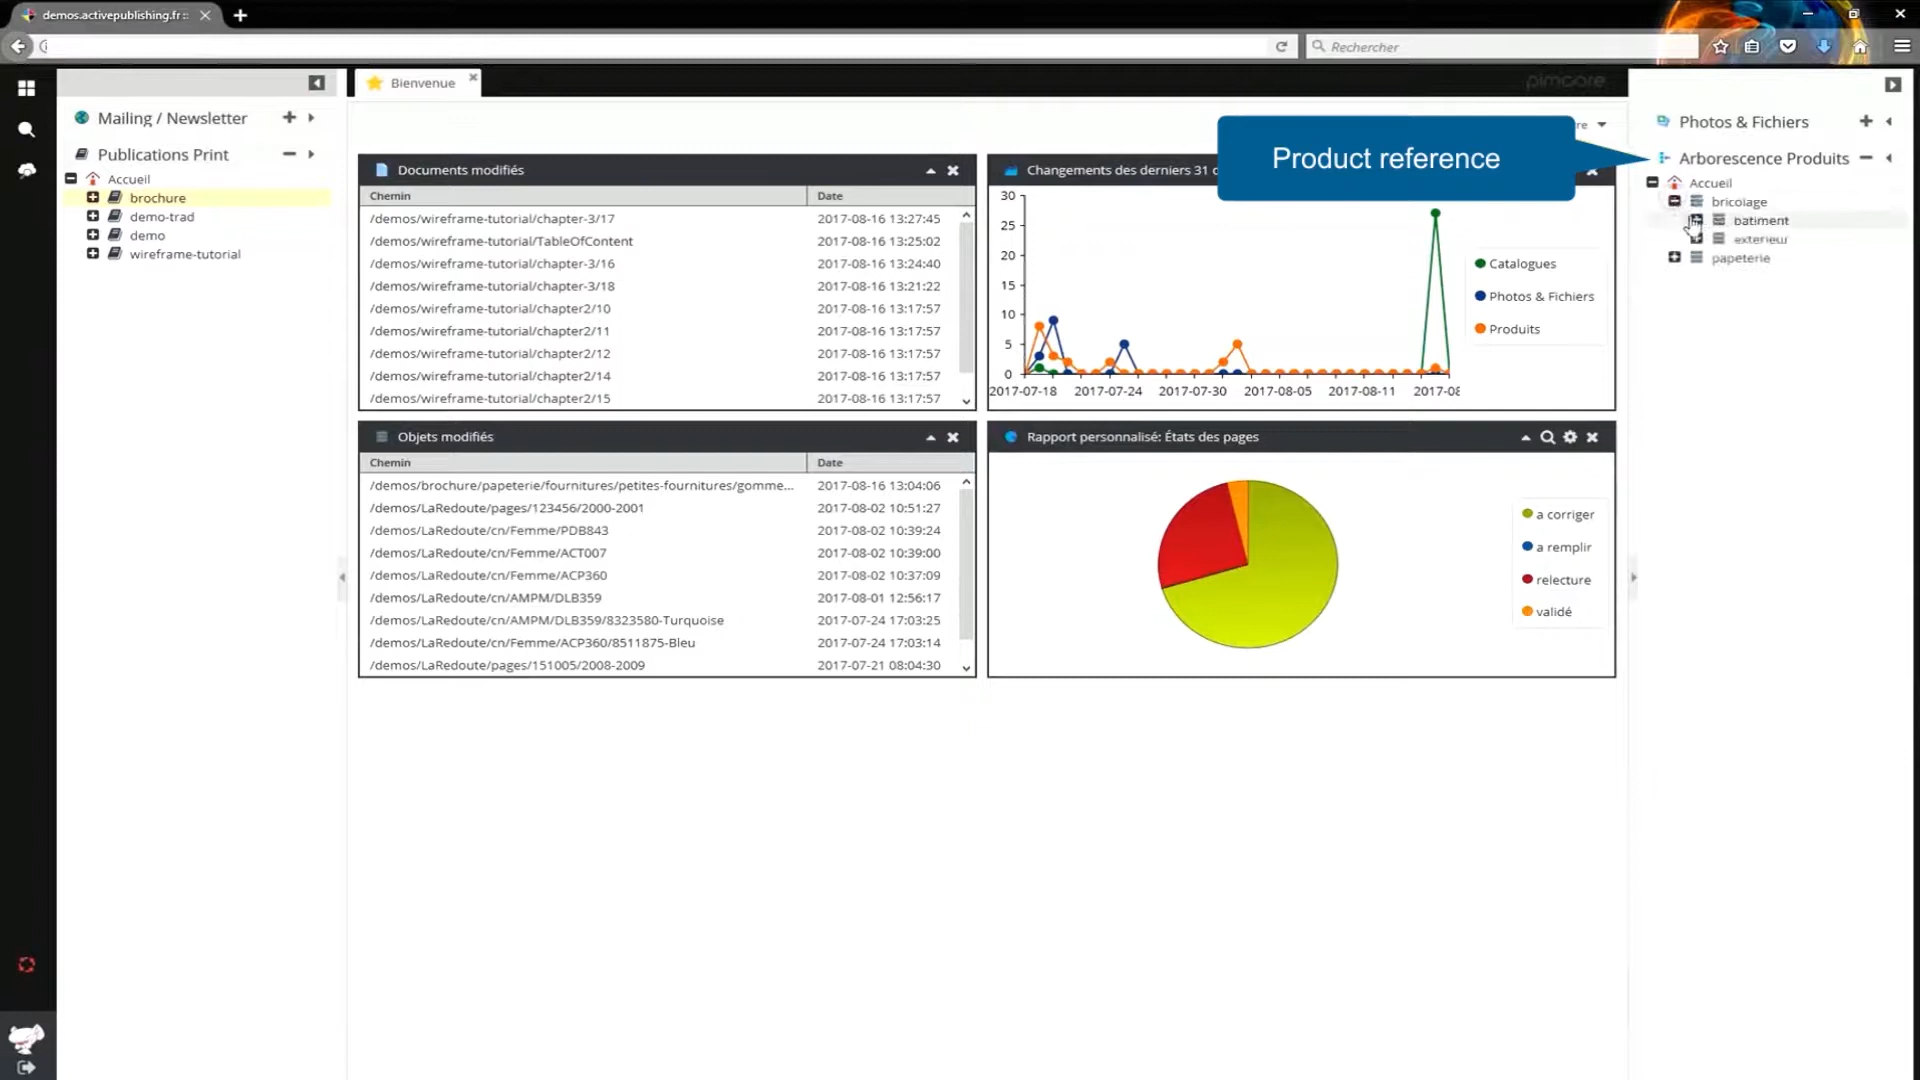 demos.activepublishing.fr ::
Rechercher
Bienvenue
pimcore
Mailing / Newsletter
Publications Print
Accueil
brochure
demo-trad
demo
wireframe-tutorial
Documents modifiés
Chemin Date
/demos/wireframe-tutorial/chapter-3/17 2017-08-16 13:27:45
/demos/wireframe-tutorial/TableOfContent 2017-08-16 13:25:02
/demos/wireframe-tutorial/chapter-3/16 2017-08-16 13:24:40
/demos/wireframe-tutorial/chapter-3/18 2017-08-16 13:21:22
/demos/wireframe-tutorial/chapter2/10 2017-08-16 13:17:57
/demos/wireframe-tutorial/chapter2/11 2017-08-16 13:17:57
/demos/wireframe-tutorial/chapter2/12 2017-08-16 13:17:57
/demos/wireframe-tutorial/chapter2/14 2017-08-16 13:17:57
/demos/wireframe-tutorial/chapter2/15 2017-08-16 13:17:57
re
Product reference
Changements des derniers 31
30
25
20
15
10
5
0
2017-07-18 2017-07-24 2017-07-30 2017-08-05 2017-08-11 2017-08
Catalogues
Photos & Fichiers
Produits
Objets modifiés
Chemin Date
/demos/brochure/papeterie/fournitures/petites-fournitures/gomme... 2017-08-16 13:04:06
/demos/LaRedoute/pages/123456/2000-2001 2017-08-02 10:51:27
/demos/LaRedoute/cn/Femme/PDB843 2017-08-02 10:39:24
/demos/LaRedoute/cn/Femme/ACT007 2017-08-02 10:39:00
/demos/LaRedoute/cn/Femme/ACP360 2017-08-02 10:37:09
/demos/LaRedoute/cn/AMPM/DLB359 2017-08-01 12:56:17
/demos/LaRedoute/cn/AMPM/DLB359/8323580-Turquoise 2017-07-24 17:03:25
/demos/LaRedoute/cn/Femme/ACP360/8511875-Bleu 2017-07-24 17:03:14
/demos/LaRedoute/pages/151005/2008-2009 2017-07-21 08:04:30
Rapport personnalisé: États des pages
a corriger
a remplir
relecture
validé
Photos & Fichiers
Arborescence Produits
Accueil
bricolage
batiment
exterieur
papeterie